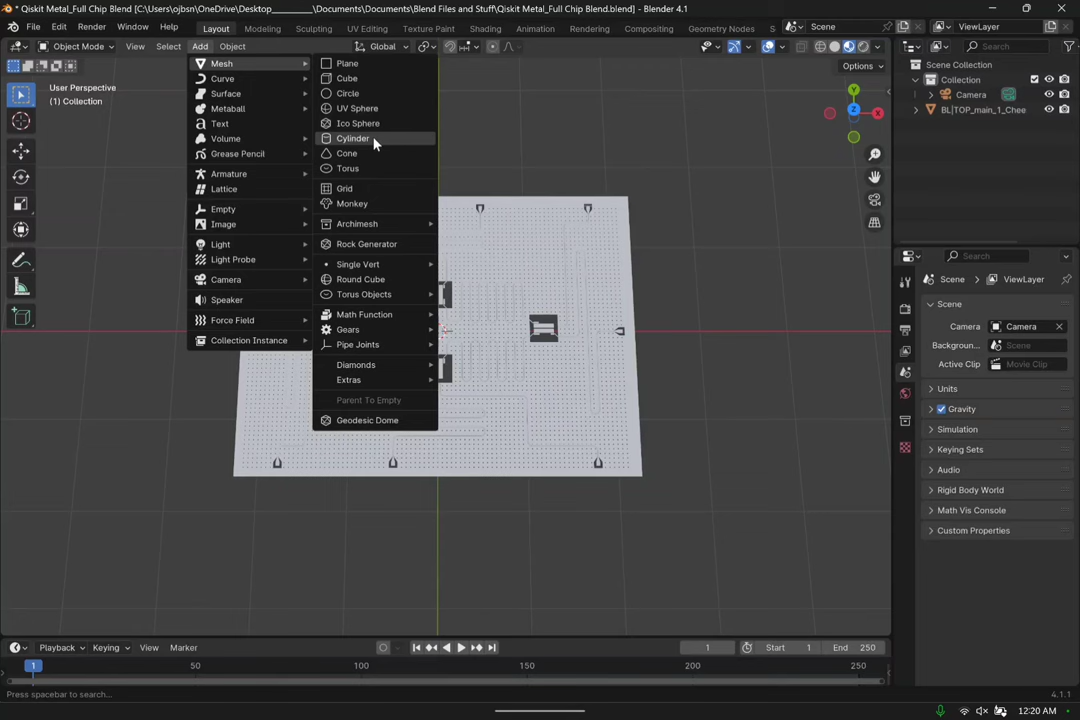 * Qiskit Metal_Full Chip Blend [C:\Users\ojbsn\OneDrive\Desktop_________\Documents\Documents\Blend Files and Stuff\Qiskit Metal_Full Chip Blend.blend] - Blender 4.1
File Edit Render Window Help Layout Modeling Sculpting UV Editing Texture Paint Shading Animation Rendering Compositing Geometry Nodes S Scene ViewLayer
Object Mode View Select Add Object Global Search
Options
User Perspective
(1) Collection
Mesh
Curve
Surface
Metaball
Text
Volume
Grease Pencil
Armature
Lattice
Empty
Image
Light
Light Probe
Camera
Speaker
Force Field
Collection Instance
Plane
Cube
Circle
UV Sphere
Ico Sphere
Cylinder
Cone
Torus
Grid
Monkey
Archimesh
Rock Generator
Single Vert
Round Cube
Torus Objects
Math Function
Gears
Pipe Joints
Diamonds
Extras
Parent To Empty
Geodesic Dome
Y
Z
X
Scene Collection
Collection
Camera
BL|TOP_main_1_Chee
Search
Scene ViewLayer
Scene
Camera Camera
Backgroun... Scene
Active Clip Movie Clip
Units
Gravity
Simulation
Keying Sets
Audio
Rigid Body World
Math Vis Console
Custom Properties
Playback Keying View Marker 1 Start 1 End 250
1 50 100 150 200 250
Press spacebar to search... 4.1.1
12:20 AM